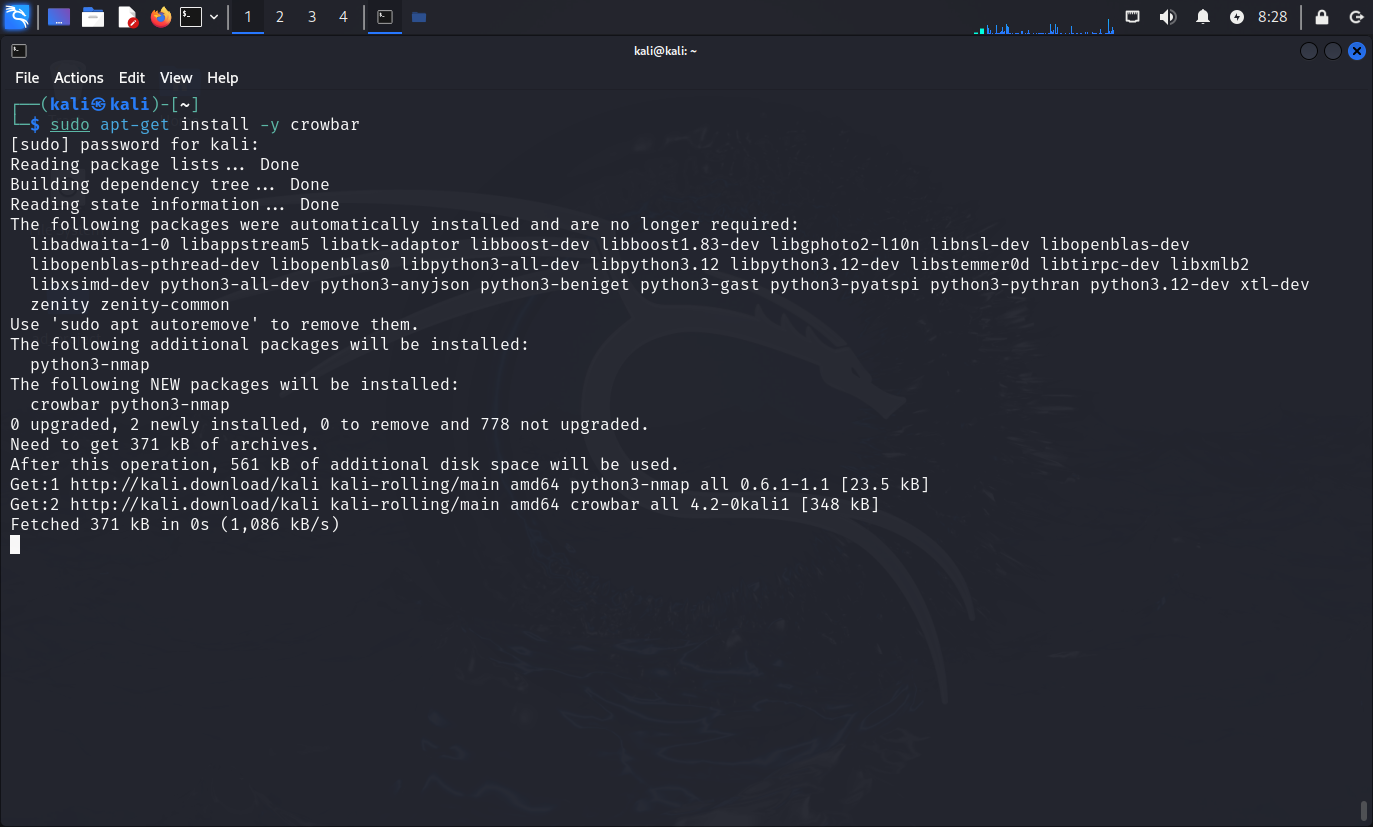 1 2 3 4 8:28
kali@kali: ~
File Actions Edit View Help
┌──(kali㉿kali)-[~]
└─$ sudo apt-get install -y crowbar
[sudo] password for kali:
Reading package lists... Done
Building dependency tree... Done
Reading state information... Done
The following packages were automatically installed and are no longer required:
  libadwaita-1-0 libappstream5 libatk-adaptor libboost-dev libboost1.83-dev libgphoto2-l10n libnsl-dev libopenblas-dev
  libopenblas-pthread-dev libopenblas0 libpython3-all-dev libpython3.12 libpython3.12-dev libstemmer0d libtirpc-dev libxmlb2
  libxsimd-dev python3-all-dev python3-anyjson python3-beniget python3-gast python3-pyatspi python3-pythran python3.12-dev xtl-dev
  zenity zenity-common
Use 'sudo apt autoremove' to remove them.
The following additional packages will be installed:
  python3-nmap
The following NEW packages will be installed:
  crowbar python3-nmap
0 upgraded, 2 newly installed, 0 to remove and 778 not upgraded.
Need to get 371 kB of archives.
After this operation, 561 kB of additional disk space will be used.
Get:1 http://kali.download/kali kali-rolling/main amd64 python3-nmap all 0.6.1-1.1 [23.5 kB]
Get:2 http://kali.download/kali kali-rolling/main amd64 crowbar all 4.2-0kali1 [348 kB]
Fetched 371 kB in 0s (1,086 kB/s)